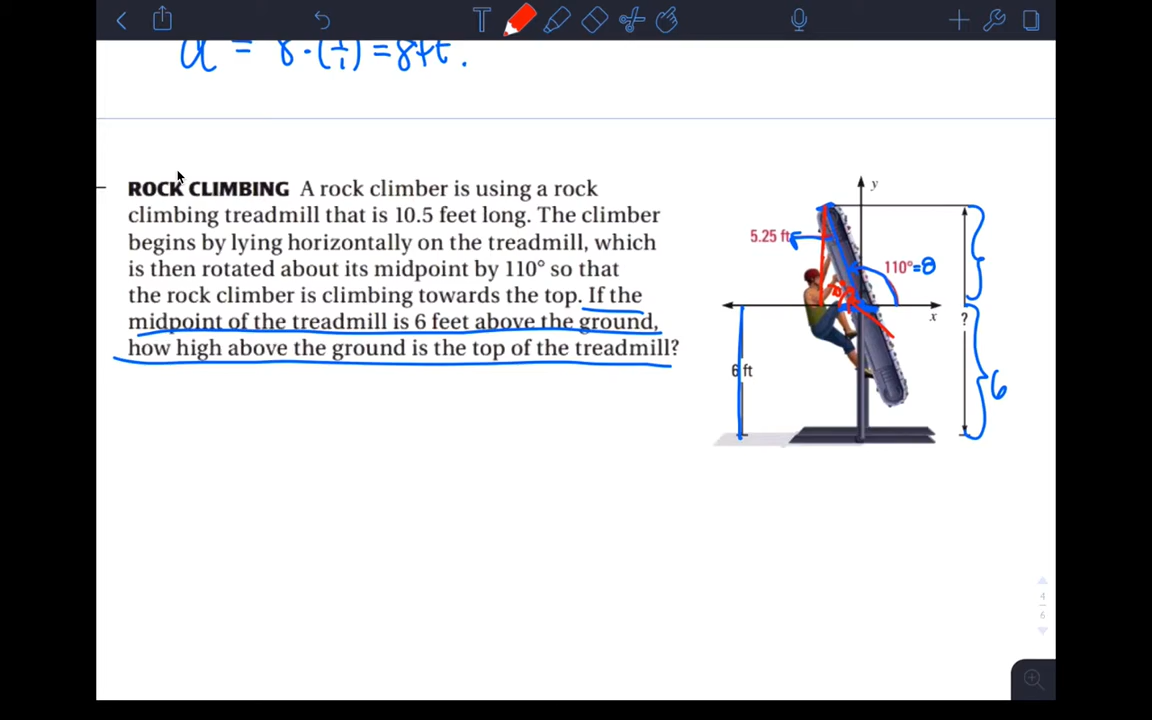 a = 8 · (1/1) = 8ft.
ROCK CLIMBING A rock climber is using a rock
climbing treadmill that is 10.5 feet long. The climber
begins by lying horizontally on the treadmill, which
is then rotated about its midpoint by 110° so that
the rock climber is climbing towards the top. If the
midpoint of the treadmill is 6 feet above the ground,
how high above the ground is the top of the treadmill?
y
5.25 ft
110°=θ
x
?
6 ft
6
4
6